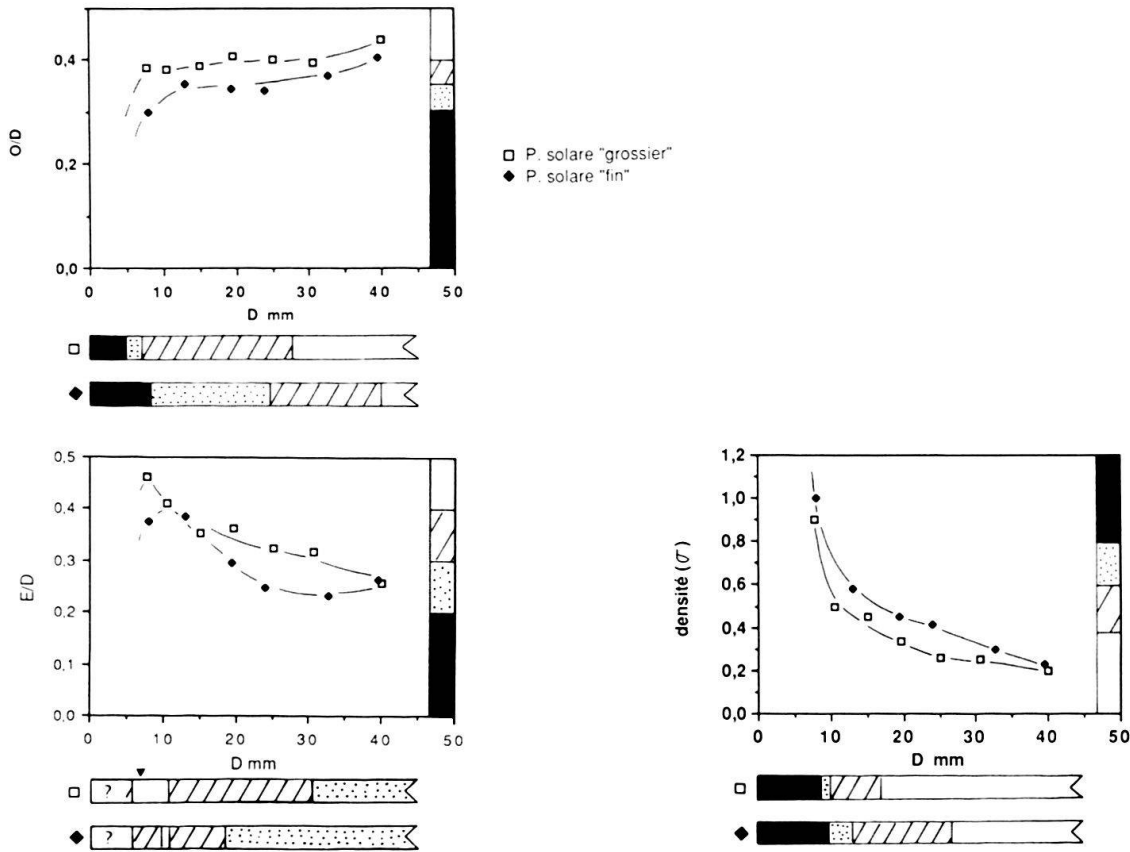 0,4
0,2
0,0
O/D
0 10 20 30 40 50
D mm
P. solare "grossier"
P. solare "fin"
0,5
0,4
0,3
0,2
0,1
0,0
E/D
0 10 20 30 40 50
D mm
?
?
1,2
1,0
0,8
0,6
0,4
0,2
0,0
densité (σ)
0 10 20 30 40 50
D mm